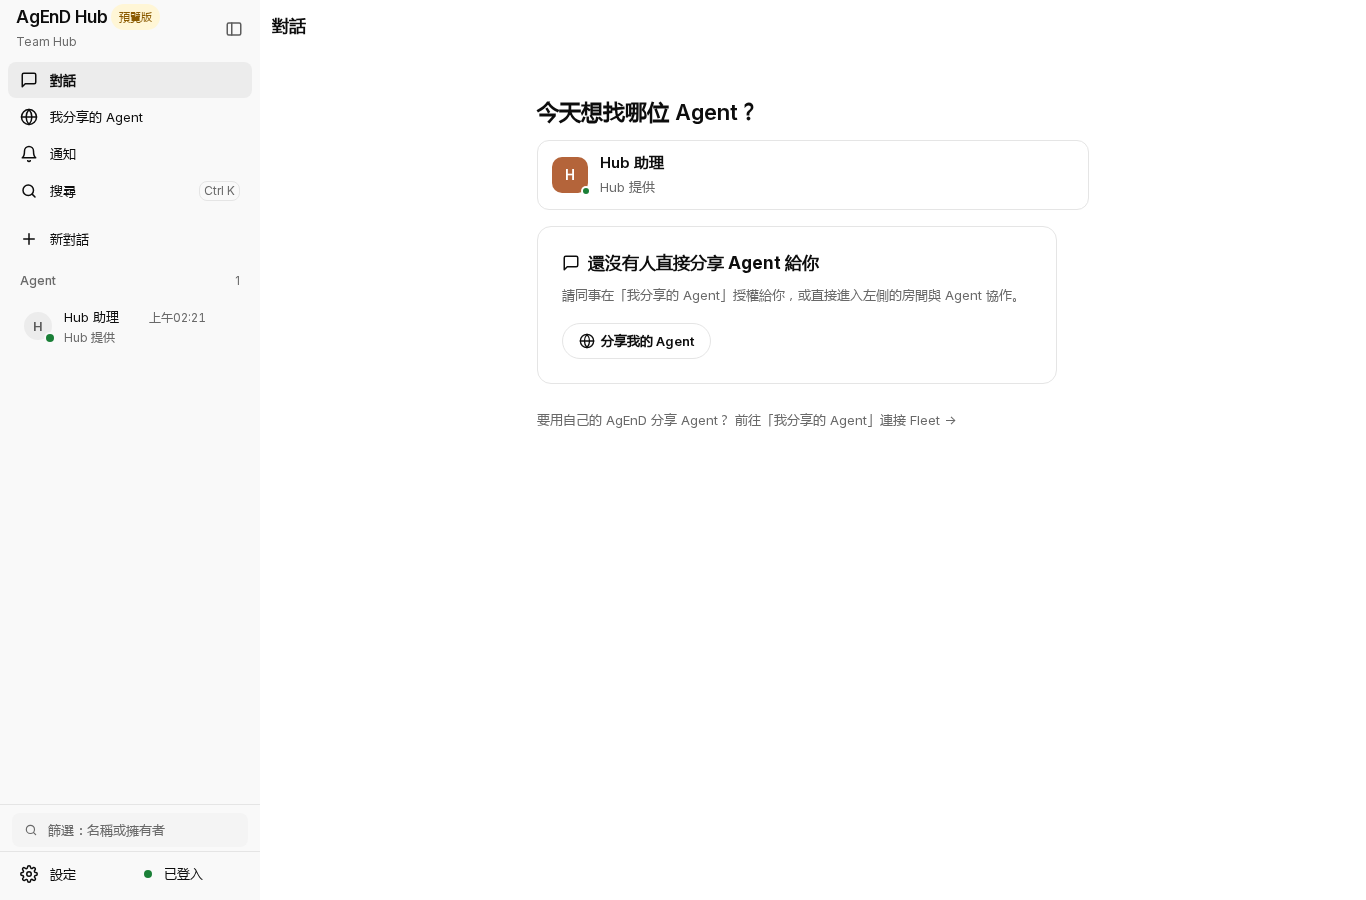 AgEnD Hub 預覽版
Team Hub
對話
我分享的 Agent
通知
搜尋 Ctrl K
新對話
Agent 1
H Hub 助理 上午02:21
Hub 提供
篩選：名稱或擁有者
設定 已登入
對話
今天想找哪位 Agent？
H Hub 助理
Hub 提供
還沒有人直接分享 Agent 給你
請同事在「我分享的 Agent」授權給你，或直接進入左側的房間與 Agent 協作。
分享我的 Agent
要用自己的 AgEnD 分享 Agent？ 前往「我分享的 Agent」連接 Fleet →